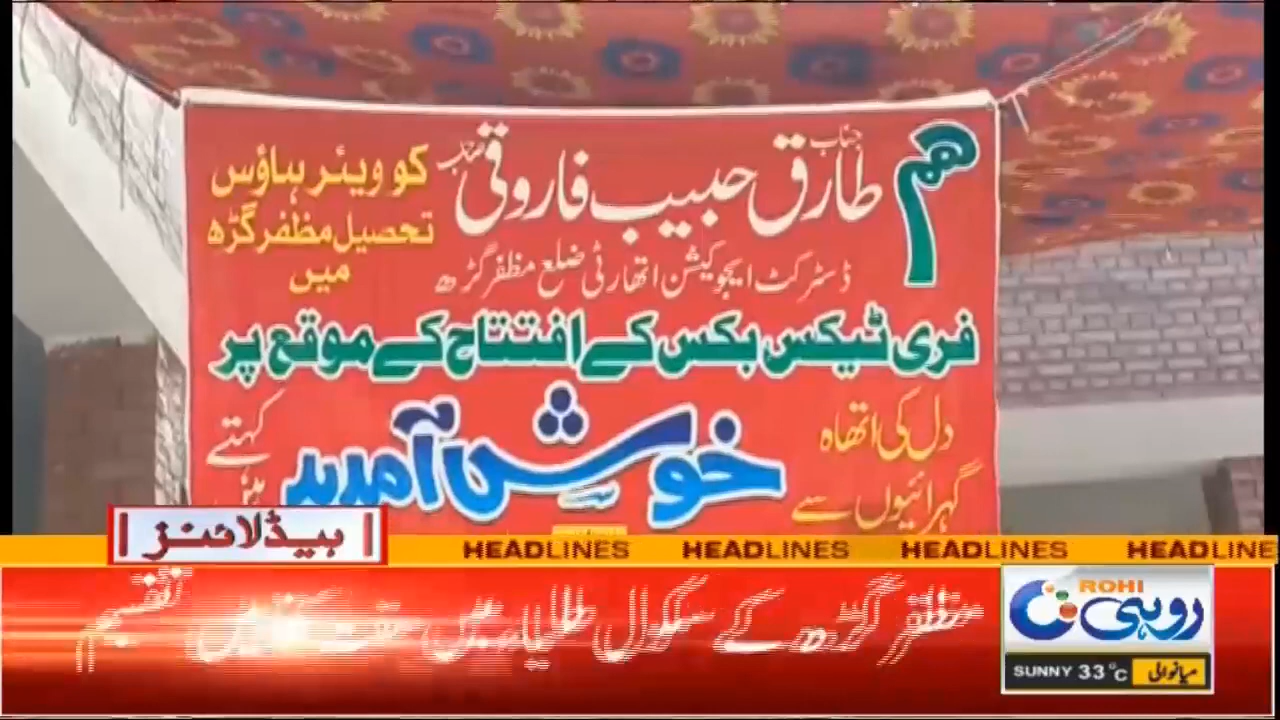 ہم
جناب طارق حبیب فاروقی صاحب
ڈسٹرکٹ ایجوکیشن اتھارٹی ضلع مظفر گڑھ
کو ویئر ہاؤس
تحصیل مظفر گڑھ
میں
فری ٹیکس بکس کے افتتاح کے موقع پر
دل کی اتھاہ
گہرائیوں سے
خوش آمدید
کہتے
ہیں
ہیڈلائنز
HEADLINES HEADLINES HEADLINES HEADLINE
مظفر گڑھ کے سکول طلباء میں مفت کتابیں تقسیم
ROHI
روہی
SUNNY 33°C میانوالی